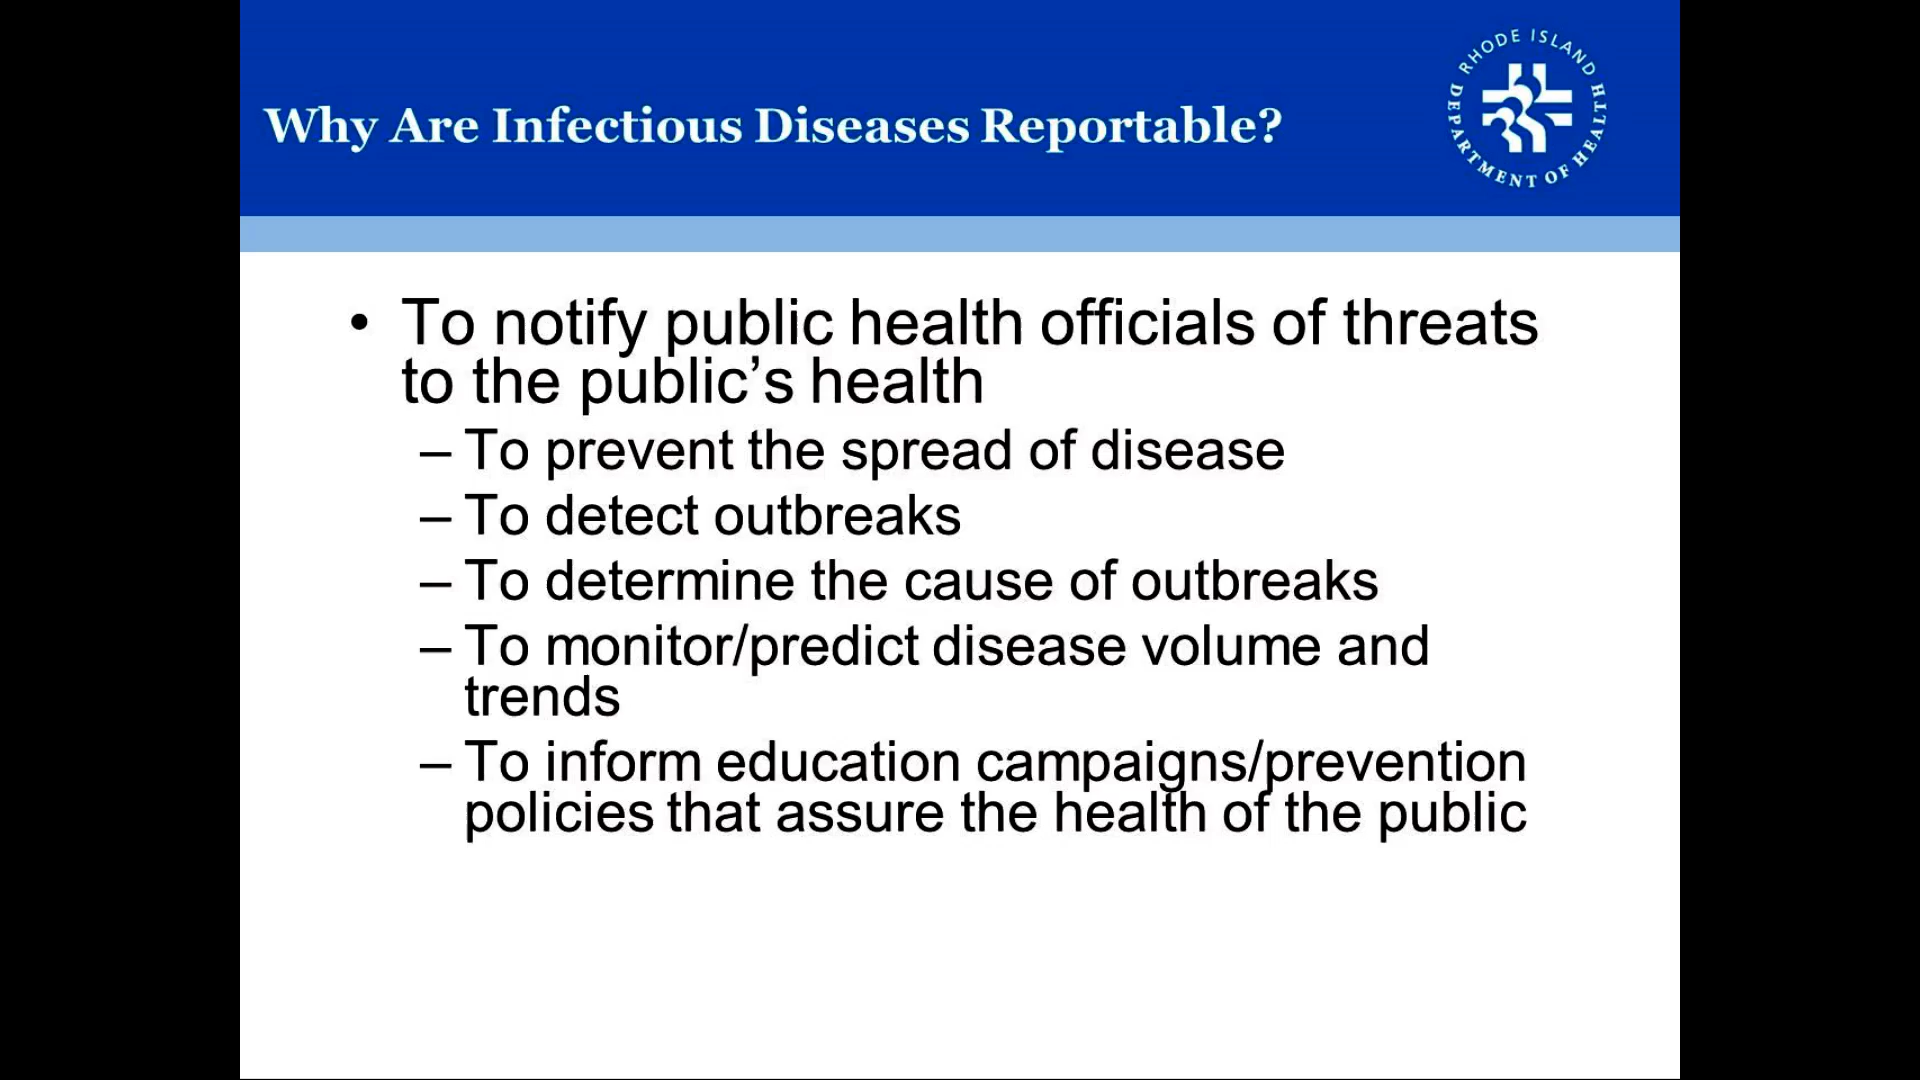 Why Are Infectious Diseases Reportable?
RHODE ISLAND
DEPARTMENT OF HEALTH
• To notify public health officials of threats
to the public’s health
– To prevent the spread of disease
– To detect outbreaks
– To determine the cause of outbreaks
– To monitor/predict disease volume and
trends
– To inform education campaigns/prevention
policies that assure the health of the public